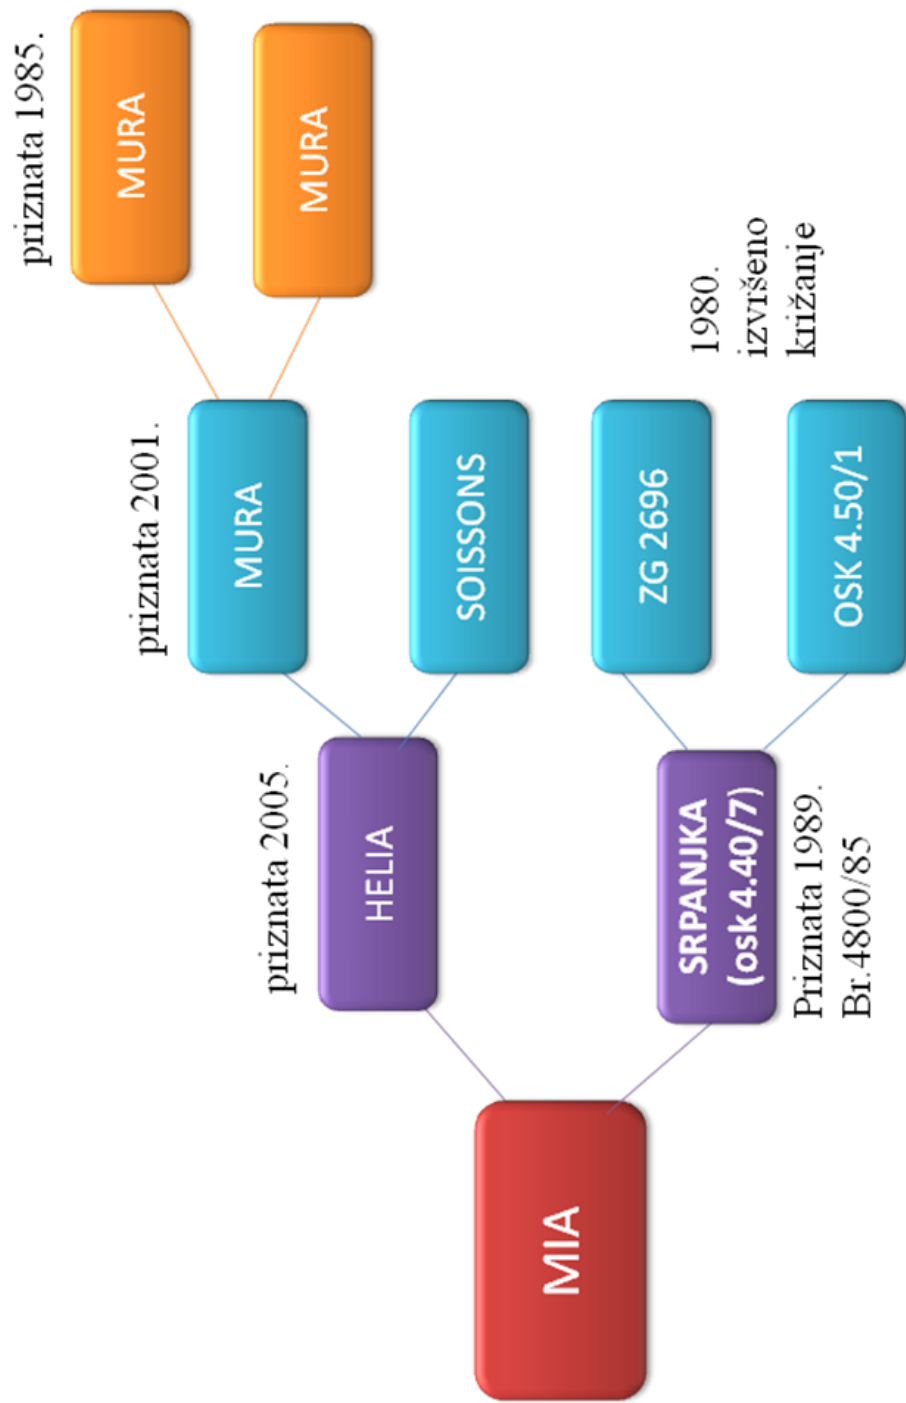 MIA
priznata 2005.
HELIA
SRPANJKA
(osk 4.40/7)
Priznata 1989.
Br.4800/85
priznata 2001.
MURA
SOISSONS
ZG 2696
OSK 4.50/1
priznata 1985.
MURA
MURA
1980.
izvršeno
križanje